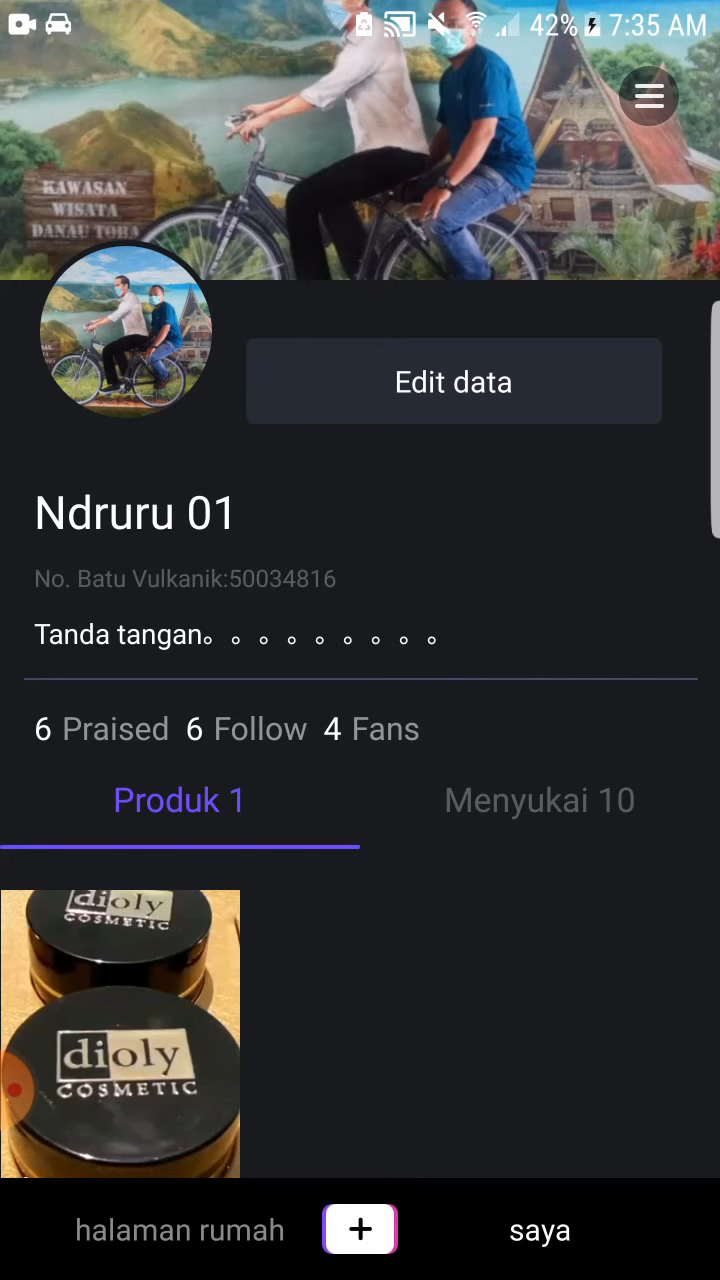 42% 7:35 AM
KAWASAN
WISATA
DANAU TOBA
Edit data
Ndruru 01
No. Batu Vulkanik:50034816
Tanda tangan。。。。。。。。。
6 Praised 6 Follow 4 Fans
Produk 1 Menyukai 10
dioly
COSMETIC
dioly
COSMETIC
halaman rumah + saya